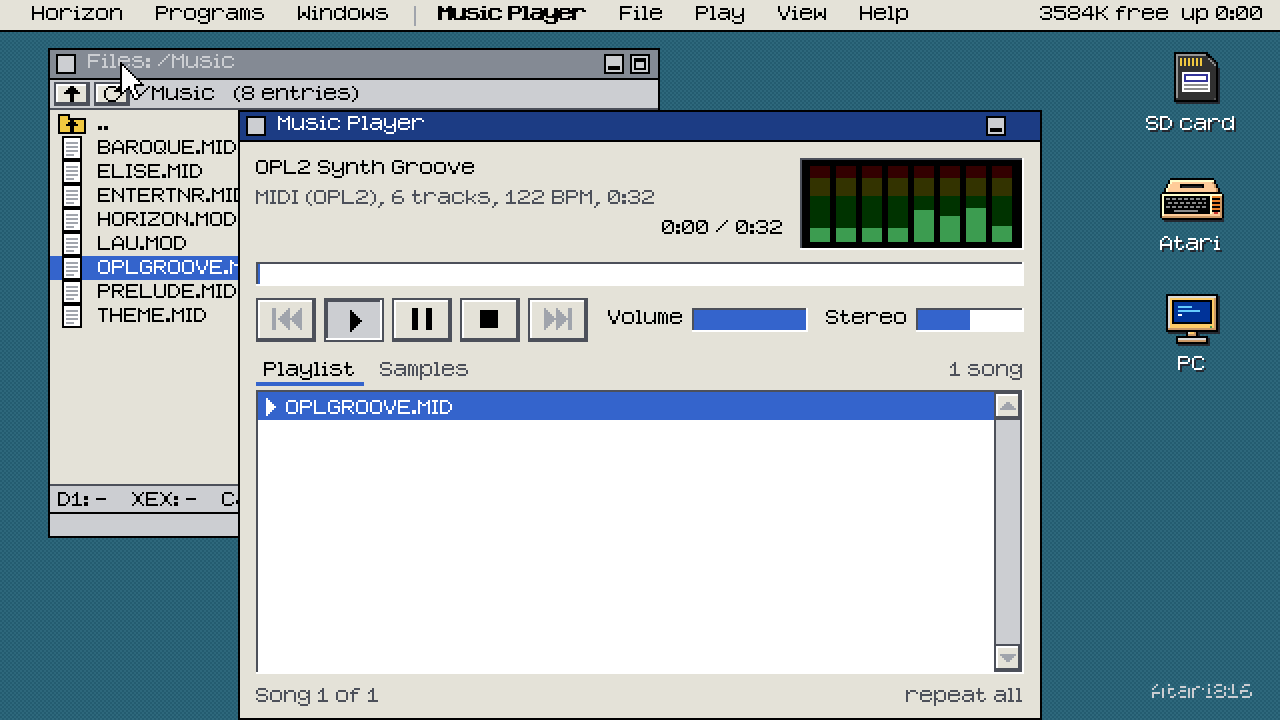 Horizon Programs Windows | Music Player File Play View Help 3584K free up 0:00
Files: /Music
/Music (8 entries)
..
BAROQUE.MID
ELISE.MID
ENTERTNR.MID
HORIZON.MOD
LAU.MOD
OPLGROOVE.M
PRELUDE.MID
THEME.MID
D1: - XEX: - C
Music Player
OPL2 Synth Groove
MIDI (OPL2), 6 tracks, 122 BPM, 0:32
0:00 / 0:32
Volume Stereo
Playlist Samples 1 song
OPLGROOVE.MID
Song 1 of 1 repeat all
SD card
Atari
PC
Atari816